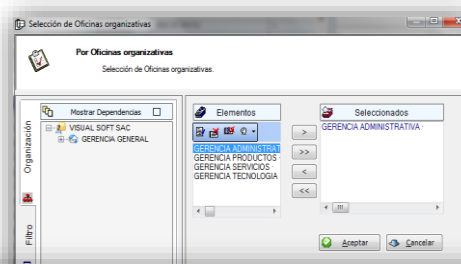 Selección de Oficinas organizativas
Por Oficinas organizativas
Selección de Oficinas organizativas.
Organización
Filtro
Mostrar Dependencias
VISUAL SOFT SAC
GERENCIA GENERAL
Elementos
GERENCIA ADMINISTRAT
GERENCIA PRODUCTOS -
GERENCIA SERVICIOS -
GERENCIA TECNOLOGIA
>
>>
<
<<
Seleccionados
GERENCIA ADMINISTRATIVA -
Aceptar
Cancelar